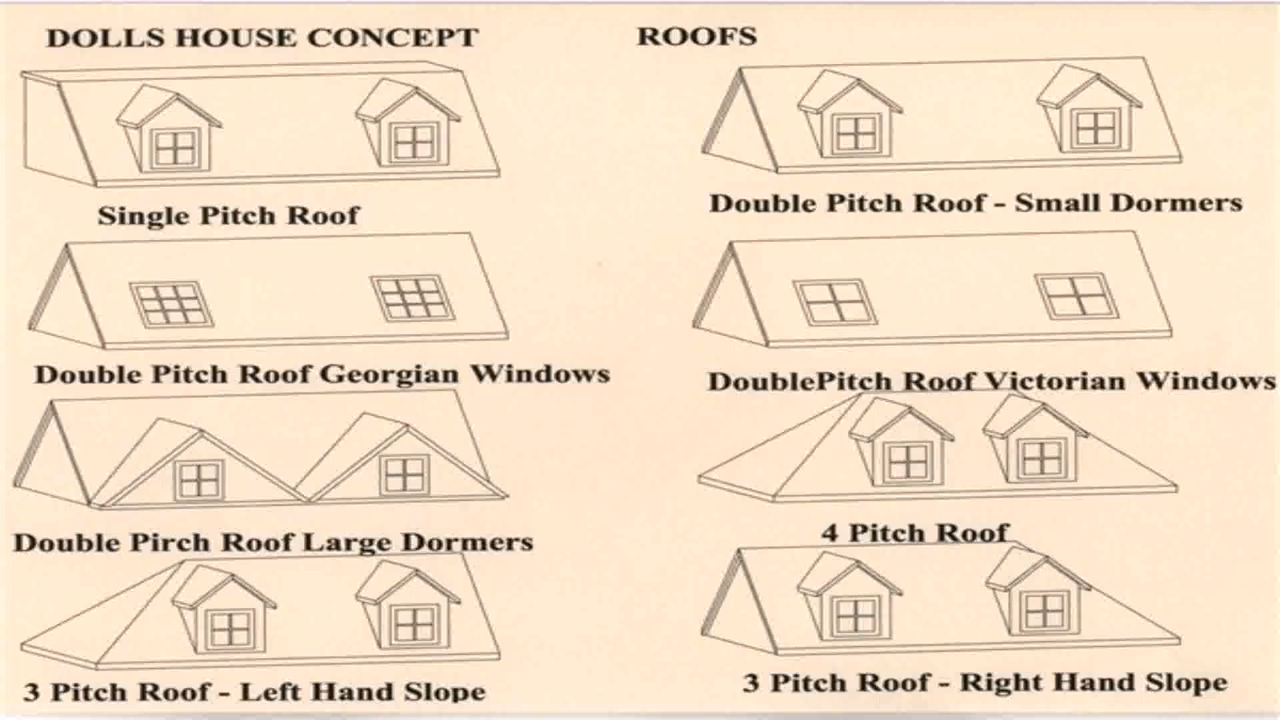 DOLLS HOUSE CONCEPT ROOFS
Single Pitch Roof
Double Pitch Roof - Small Dormers
Double Pitch Roof Georgian Windows
DoublePitch Roof Victorian Windows
Double Pirch Roof Large Dormers
4 Pitch Roof
3 Pitch Roof - Left Hand Slope
3 Pitch Roof - Right Hand Slope